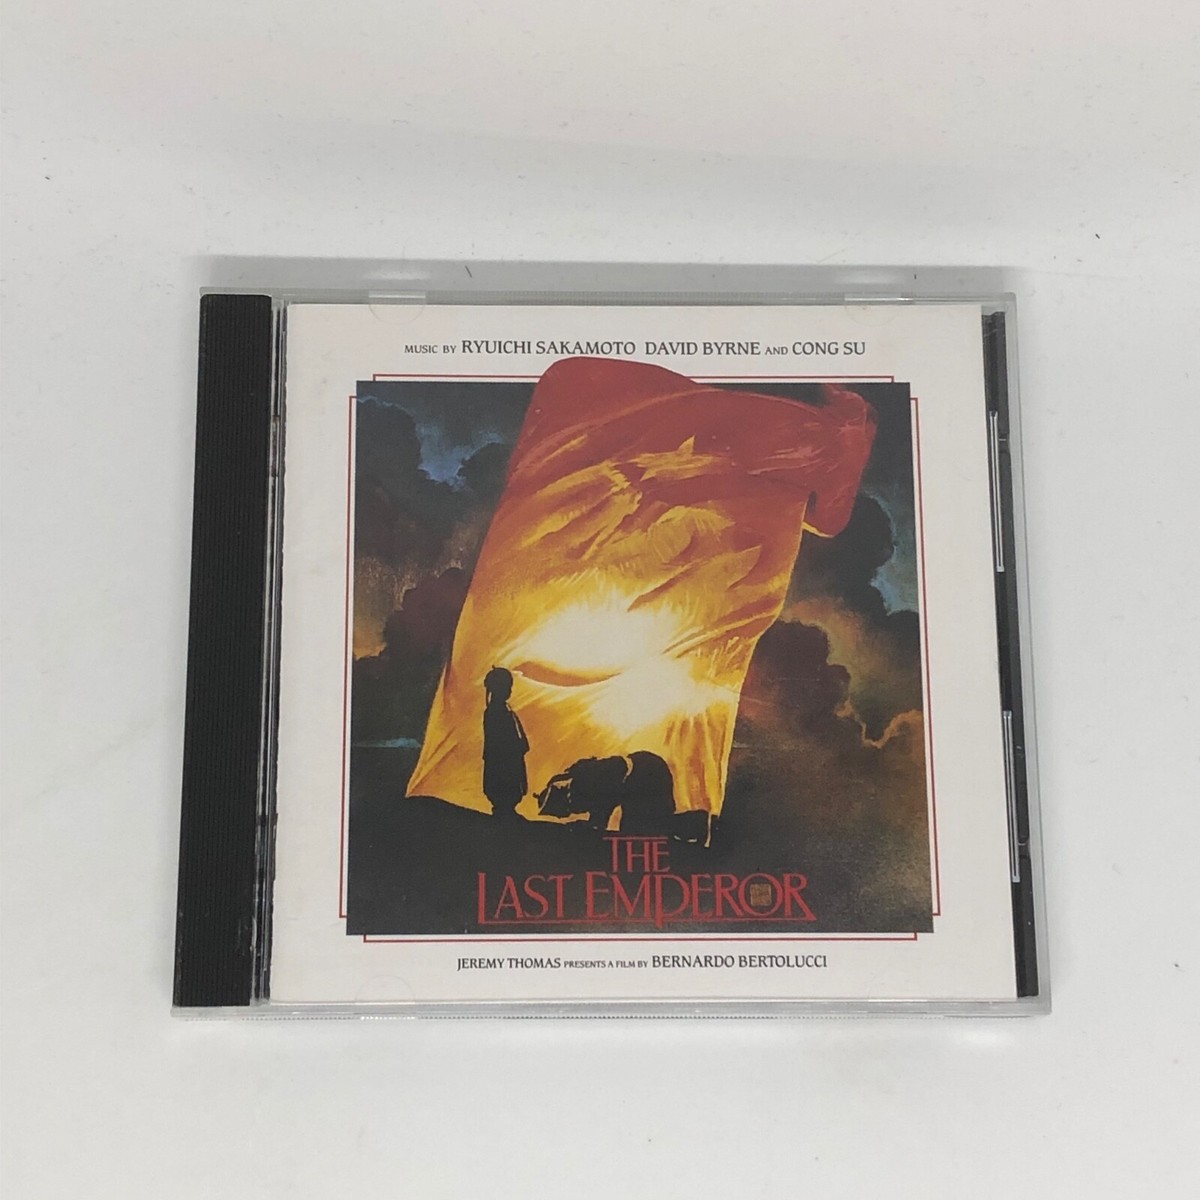 MUSIC BY RYUICHI SAKAMOTO DAVID BYRNE AND CONG SU
THE
LAST EMPEROR
JEREMY THOMAS PRESENTS A FILM BY BERNARDO BERTOLUCCI